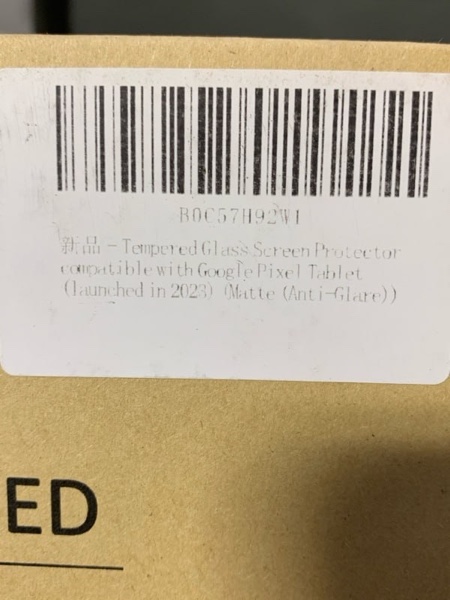 B0C57H92W1
新品 - Tempered Glass Screen Protector
compatible with Google Pixel Tablet
(launched in 2023) (Matte (Anti-Glare))
ED